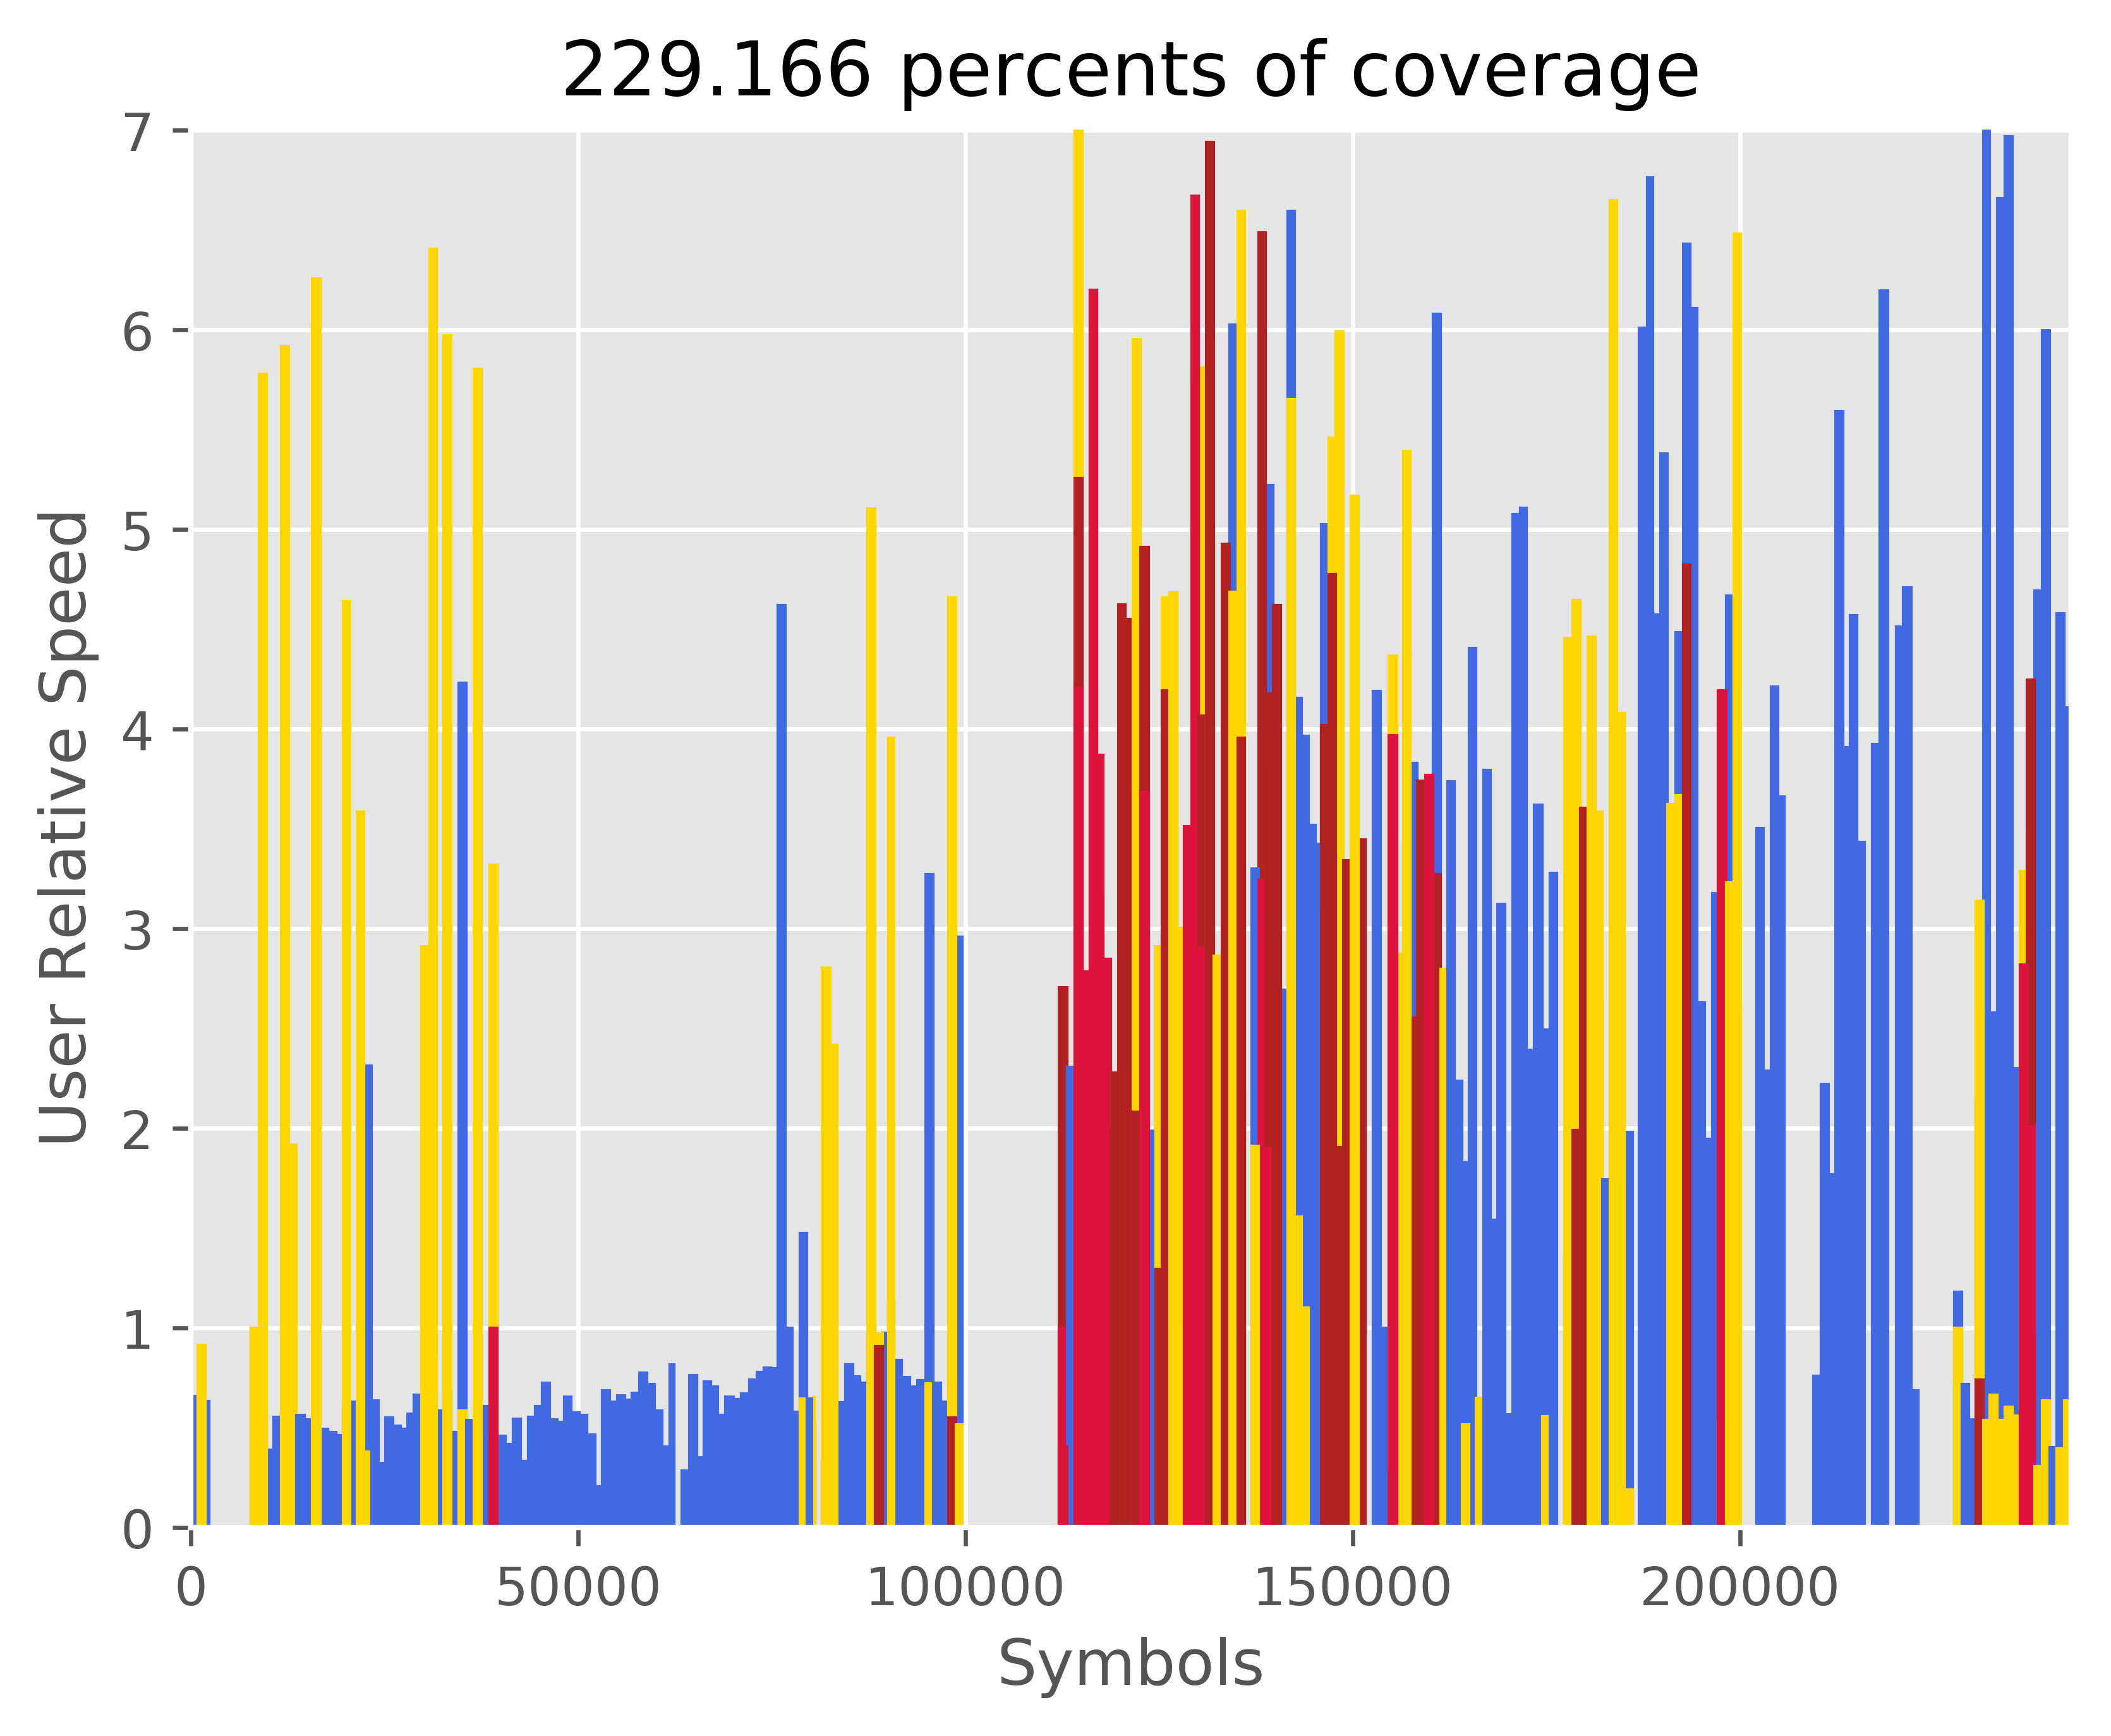 229.166 percents of coverage
7
6
5
4
3
2
1
0
User Relative Speed
0 50000 100000 150000 200000
Symbols